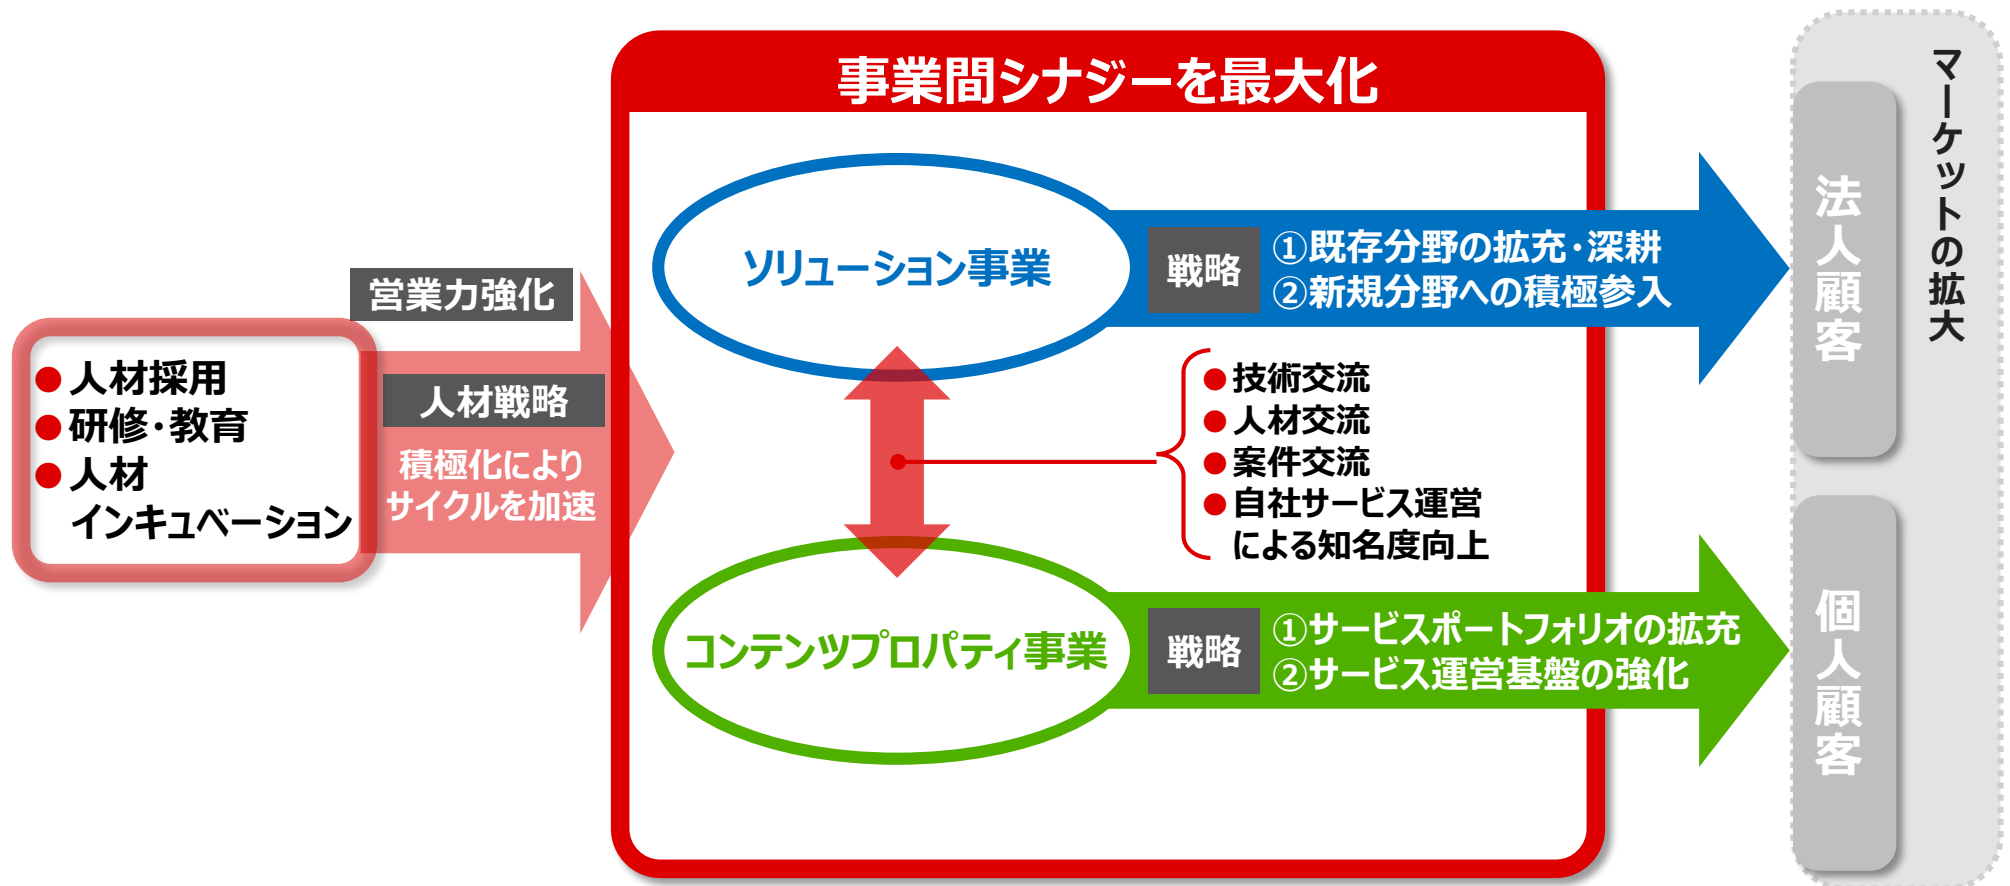 事業間シナジーを最大化
営業力強化
人材戦略
積極化により
サイクルを加速
●人材採用
●研修・教育
●人材
インキュベーション
ソリューション事業
戦略
①既存分野の拡充・深耕
②新規分野への積極参入
●技術交流
●人材交流
●案件交流
●自社サービス運営
による知名度向上
コンテンツプロパティ事業
戦略
①サービスポートフォリオの拡充
②サービス運営基盤の強化
法人顧客
個人顧客
マーケットの拡大